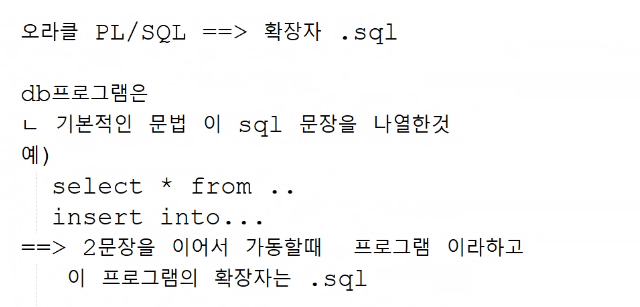 오라클 PL/SQL ==> 확장자 .sql
db프로그램은
ㄴ 기본적인 문법 이 sql 문장을 나열한것
예)
select * from ..
insert into...
==> 2문장을 이어서 가동할때 프로그램 이라하고
이 프로그램의 확장자는 .sql